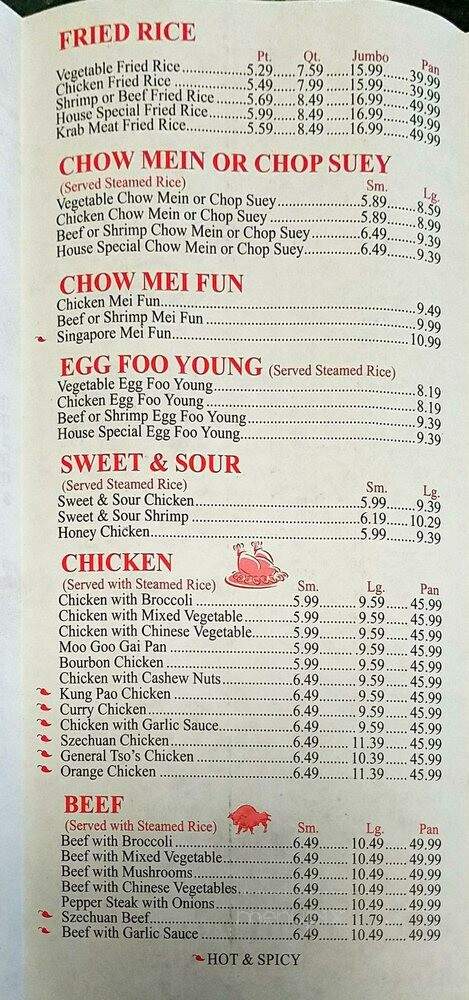 FRIED RICE
Pt. Qt. Jumbo Pan
Vegetable Fried Rice.....5.29.....7.59.....15.99.....39.99
Chicken Fried Rice.....5.49.....7.99.....15.99.....39.99
Shrimp or Beef Fried Rice.....5.69.....8.49.....16.99.....49.99
House Special Fried Rice.....5.99.....8.49.....16.99.....49.99
Krab Meat Fried Rice.....5.59.....8.49.....16.99.....49.99
CHOW MEIN OR CHOP SUEY
(Served Steamed Rice) Sm. Lg.
Vegetable Chow Mein or Chop Suey.....5.89.....8.59
Chicken Chow Mein or Chop Suey.....5.89.....8.99
Beef or Shrimp Chow Mein or Chop Suey.....6.49.....9.39
House Special Chow Mein or Chop Suey.....6.49.....9.39
CHOW MEI FUN
Chicken Mei Fun.....9.49
Beef or Shrimp Mei Fun.....9.99
Singapore Mei Fun.....10.99
EGG FOO YOUNG (Served Steamed Rice)
Vegetable Egg Foo Young.....8.19
Chicken Egg Foo Young.....8.19
Beef or Shrimp Egg Foo Young.....9.39
House Special Egg Foo Young.....9.39
SWEET & SOUR
(Served Steamed Rice) Sm. Lg.
Sweet & Sour Chicken.....5.99.....9.39
Sweet & Sour Shrimp.....6.19.....10.29
Honey Chicken.....5.99.....9.39
CHICKEN
(Served with Steamed Rice) Sm. Lg. Pan
Chicken with Broccoli.....5.99.....9.59.....45.99
Chicken with Mixed Vegetable.....5.99.....9.59.....45.99
Chicken with Chinese Vegetable.....5.99.....9.59.....45.99
Moo Goo Gai Pan.....5.99.....9.59.....45.99
Bourbon Chicken.....5.99.....9.59.....45.99
Chicken with Cashew Nuts.....6.49.....9.59.....45.99
Kung Pao Chicken.....6.49.....9.59.....45.99
Curry Chicken.....6.49.....9.59.....45.99
Chicken with Garlic Sauce.....6.49.....9.59.....45.99
Szechuan Chicken.....6.49.....11.39.....45.99
General Tso's Chicken.....6.49.....10.39.....45.99
Orange Chicken.....6.49.....11.39.....45.99
BEEF
(Served with Steamed Rice) Sm. Lg. Pan
Beef with Broccoli.....6.49.....10.49.....49.99
Beef with Mixed Vegetable.....6.49.....10.49.....49.99
Beef with Mushrooms.....6.49.....10.49.....49.99
Beef with Chinese Vegetables.....6.49.....10.49.....49.99
Pepper Steak with Onions.....6.49.....10.49.....49.99
Szechuan Beef.....6.49.....11.79.....49.99
Beef with Garlic Sauce.....6.49.....10.49.....49.99
HOT & SPICY